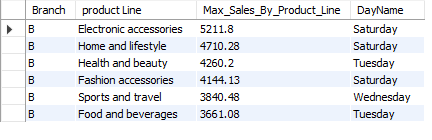 Branch product Line Max_Sales_By_Product_Line DayName
B Electronic accessories 5211.8 Saturday
B Home and lifestyle 4710.28 Saturday
B Health and beauty 4260.2 Tuesday
B Fashion accessories 4144.13 Saturday
B Sports and travel 3840.48 Wednesday
B Food and beverages 3661.08 Tuesday